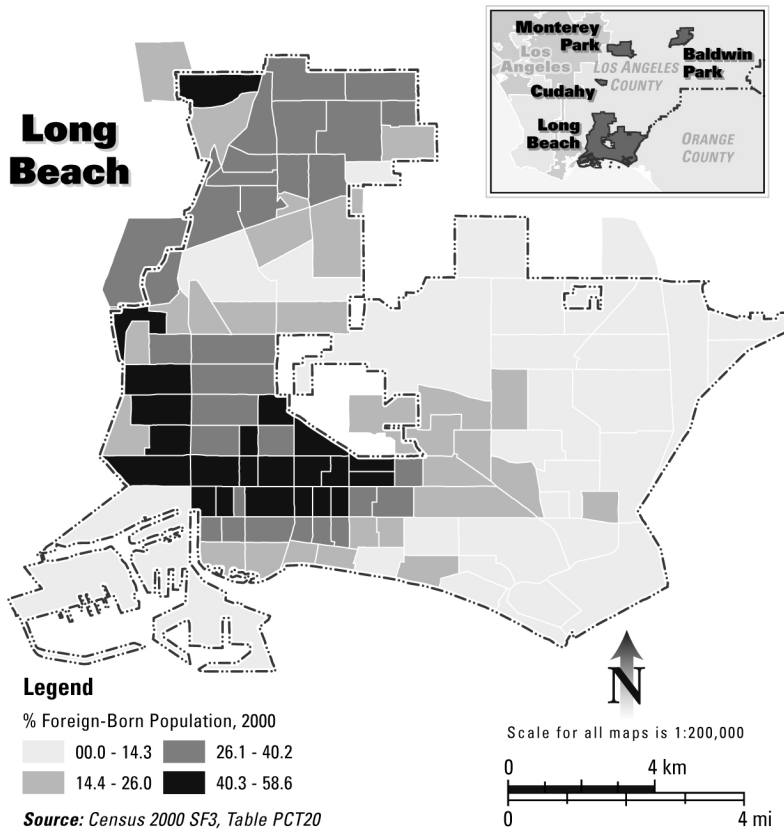 Long
Beach
Monterey
Park
Los
Angeles
LOS ANGELES
COUNTY
Baldwin
Park
Cudahy
Long
Beach
ORANGE
COUNTY
Legend
% Foreign-Born Population, 2000
00.0 - 14.3
26.1 - 40.2
14.4 - 26.0
40.3 - 58.6
Source: Census 2000 SF3, Table PCT20
N
Scale for all maps is 1:200,000
0
4 km
0
4 mi